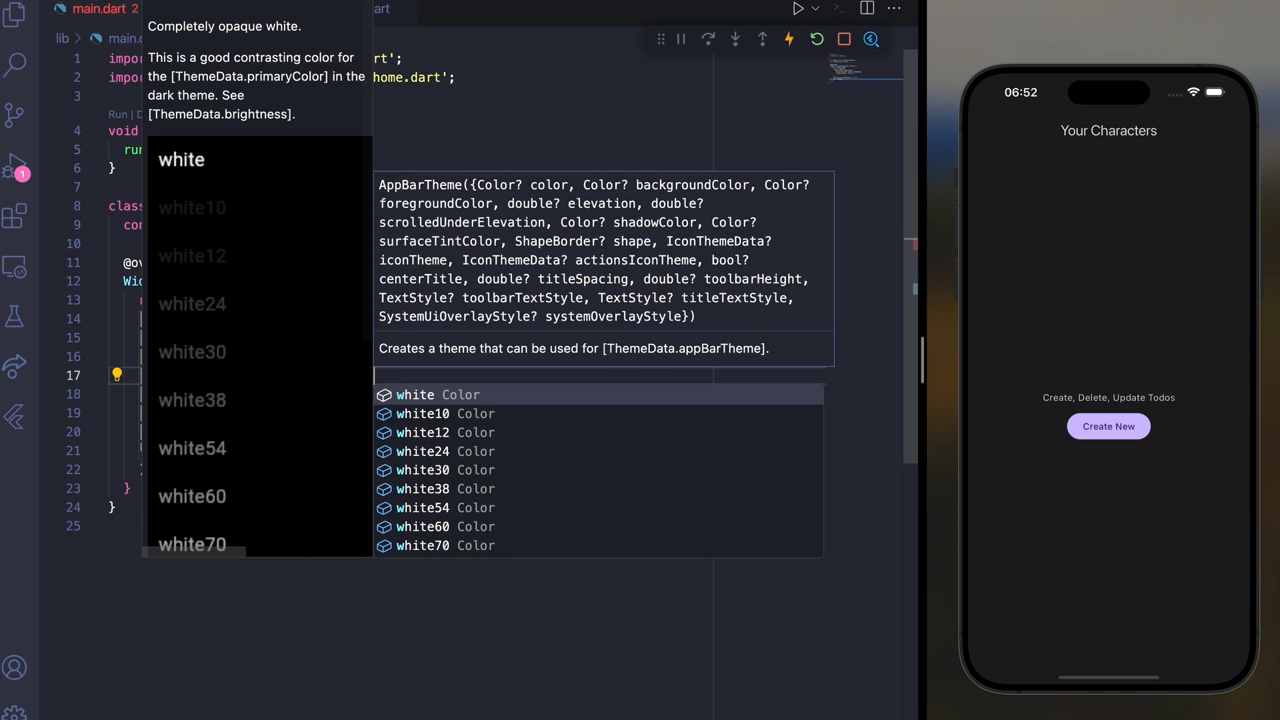 main.dart 2
art
lib
main.d
Completely opaque white.
This is a good contrasting color for
the [ThemeData.primaryColor] in the
dark theme. See
[ThemeData.brightness].
white
white10
white12
white24
white30
white38
white54
white60
white70
1 impor t';
2 impor home.dart';
3
Run | D
4 void
5 run
6 }
7
8 class
9 con
10
11 @ov
12 Wid
13
14
15
16
17
18
19
20
21
22
23 }
24 }
25
1
AppBarTheme({Color? color, Color? backgroundColor, Color?
foregroundColor, double? elevation, double?
scrolledUnderElevation, Color? shadowColor, Color?
surfaceTintColor, ShapeBorder? shape, IconThemeData?
iconTheme, IconThemeData? actionsIconTheme, bool?
centerTitle, double? titleSpacing, double? toolbarHeight,
TextStyle? toolbarTextStyle, TextStyle? titleTextStyle,
SystemUiOverlayStyle? systemOverlayStyle})
Creates a theme that can be used for [ThemeData.appBarTheme].
white Color
white10 Color
white12 Color
white24 Color
white30 Color
white38 Color
white54 Color
white60 Color
white70 Color
06:52
Your Characters
Create, Delete, Update Todos
Create New